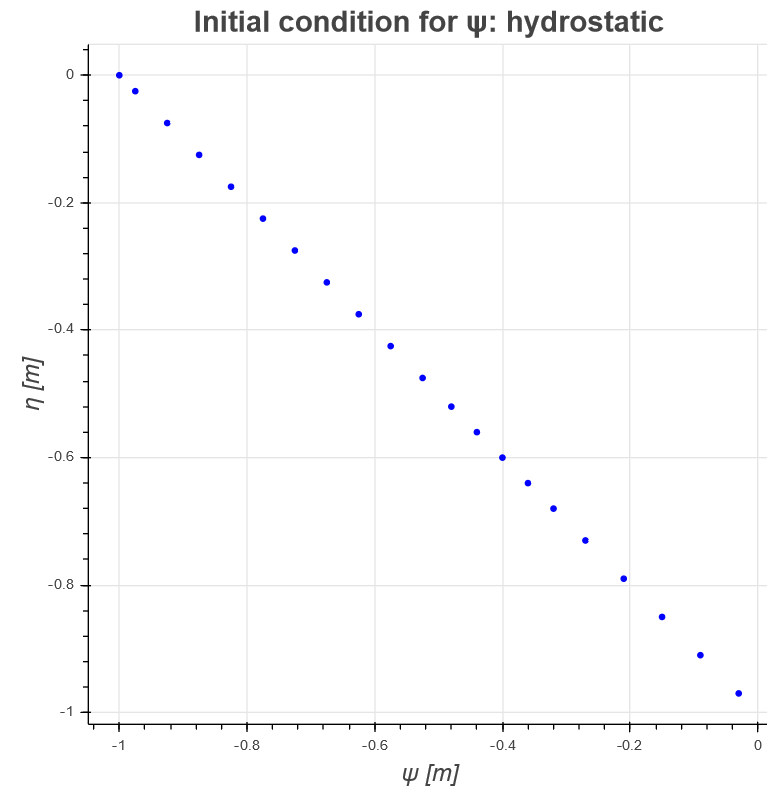 Initial condition for ψ: hydrostatic
0
-0.2
-0.4
-0.6
-0.8
-1
η [m]
-1 -0.8 -0.6 -0.4 -0.2 0
ψ [m]